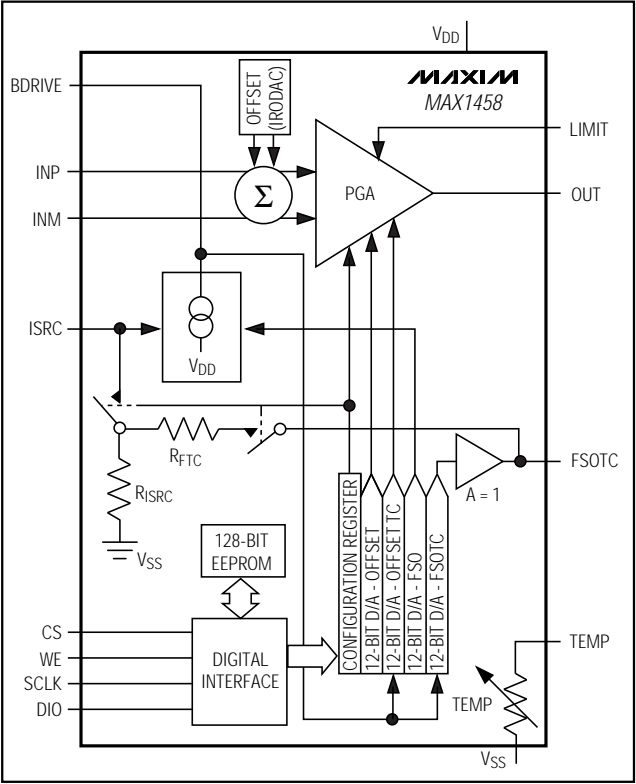 VDD
MAXIM
MAX1458
BDRIVE
OFFSET
(IRODAC)
LIMIT
INP
Σ
PGA
OUT
INM
ISRC
VDD
RFTC
FSOTC
A = 1
RISRC
VSS
128-BIT
EEPROM
CONFIGURATION REGISTER
12-BIT D/A - OFFSET
12-BIT D/A - OFFSET TC
12-BIT D/A - FSO
12-BIT D/A - FSOTC
CS
WE
SCLK
DIO
DIGITAL
INTERFACE
TEMP
TEMP
VSS